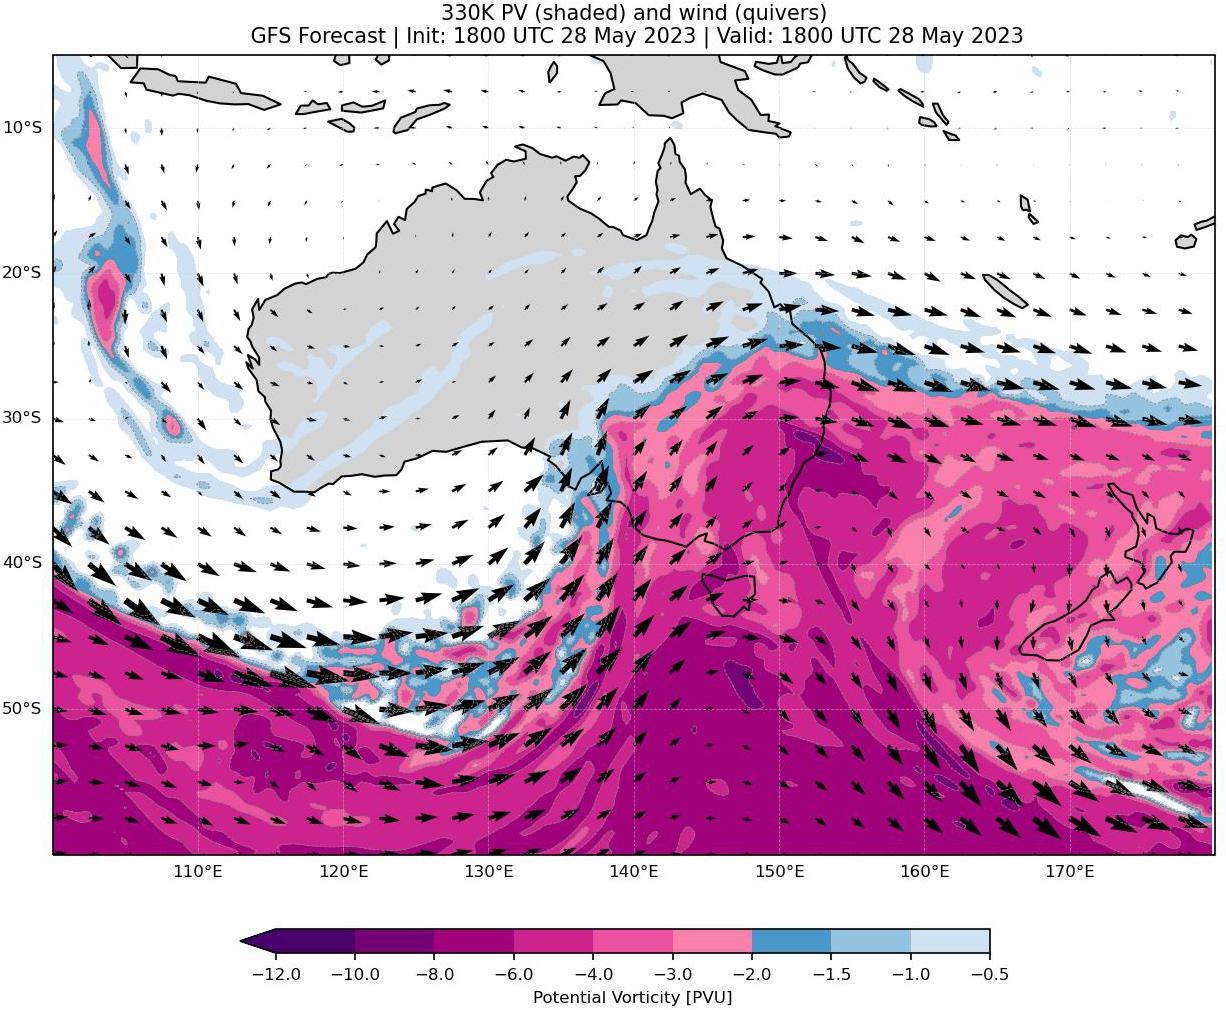 330K PV (shaded) and wind (quivers)
GFS Forecast | Init: 1800 UTC 28 May 2023 | Valid: 1800 UTC 28 May 2023
10°S
20°S
30°S
40°S
50°S
110°E 120°E 130°E 140°E 150°E 160°E 170°E
−12.0 −10.0 −8.0 −6.0 −4.0 −3.0 −2.0 −1.5 −1.0 −0.5
Potential Vorticity [PVU]